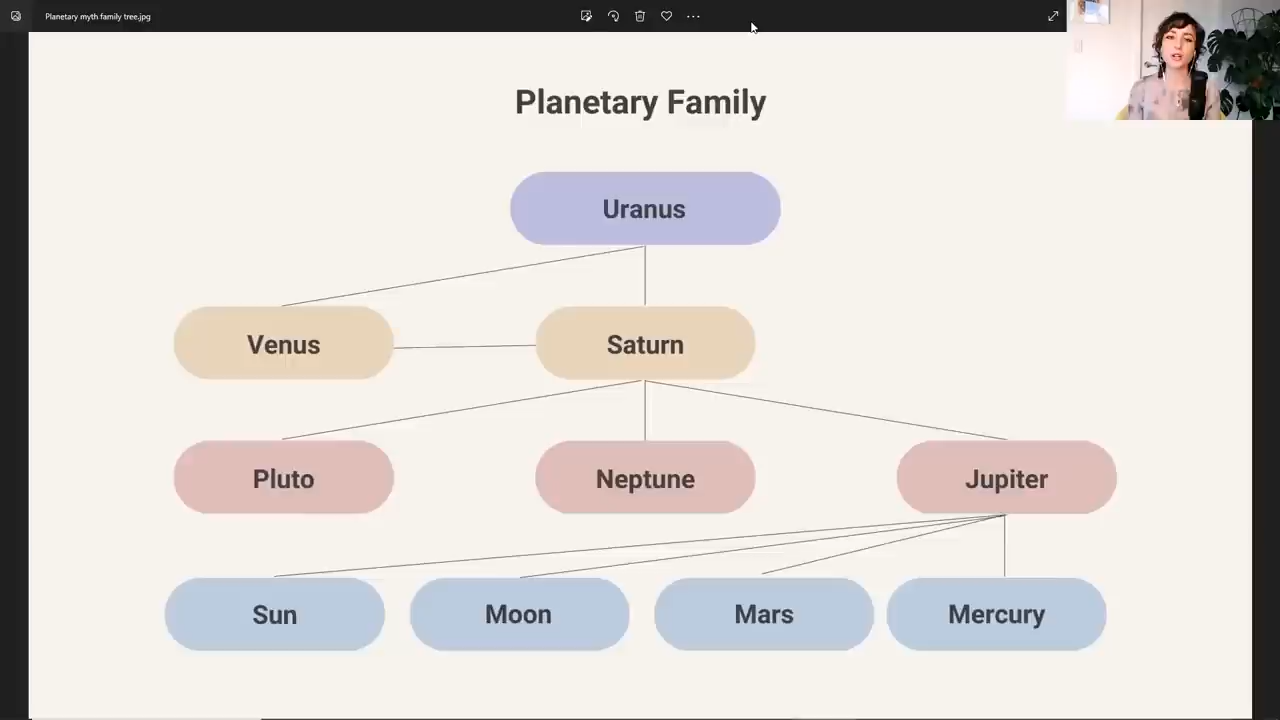 Planetary myth family tree.jpg
Planetary Family
Uranus
Venus
Saturn
Pluto
Neptune
Jupiter
Sun
Moon
Mars
Mercury